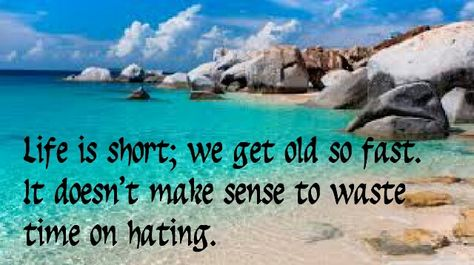 Life is short; we get old so fast.
It doesn't make sense to waste
time on hating.